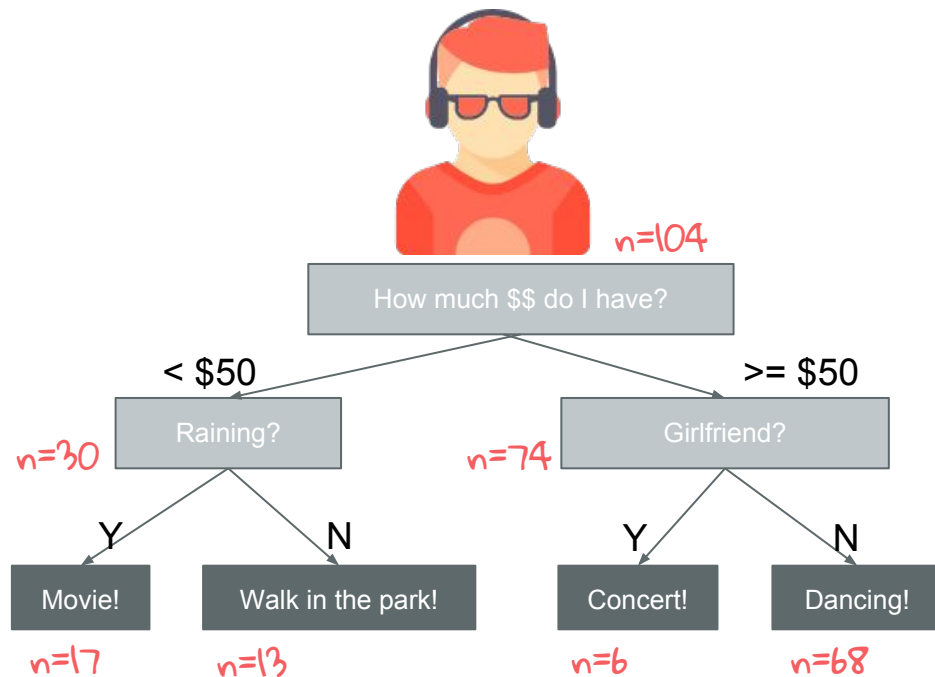 n=104
How much $$ do I have?
< $50
>= $50
Raining?
Girlfriend?
n=30
n=74
Y
N
Y
N
Movie!
Walk in the park!
Concert!
Dancing!
n=17
n=13
n=6
n=68